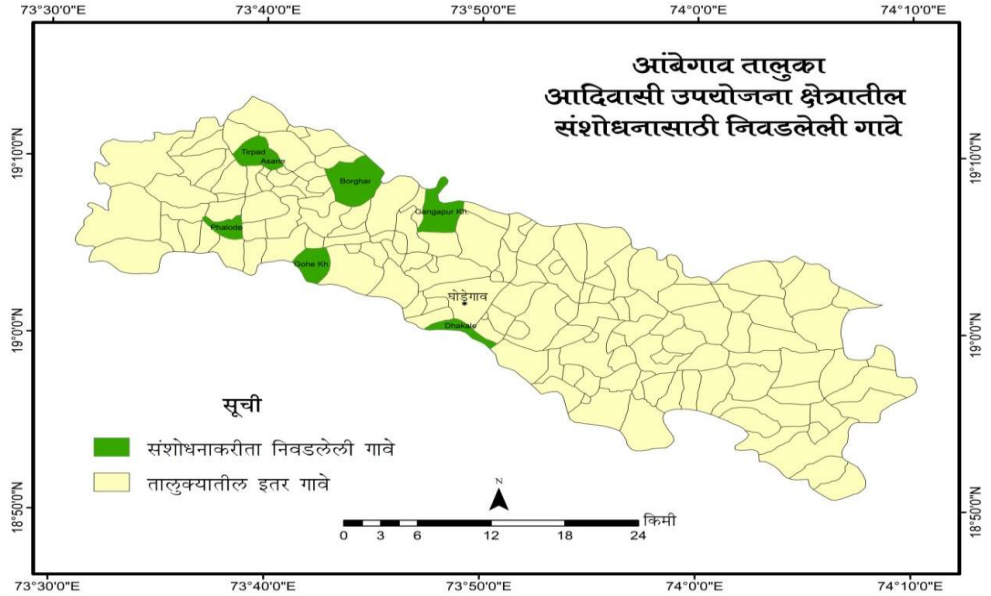 73°30'0"E 73°40'0"E 73°50'0"E 74°0'0"E 74°10'0"E
आंबेगाव तालुका
आदिवासी उपयोजना क्षेत्रातील
संशोधनासाठी निवडलेली गावे
19°10'0"N 19°10'0"N
Tirpad
Asane
Borghar
Gangapur Kh.
Phalode
Gohe Kh
घोडेगाव
Dhakale
19°0'0"N 19°0'0"N
सूची
संशोधनाकरीता निवडलेली गावे
तालुक्यातील इतर गावे
N
किमी
0 3 6 12 18 24
18°50'0"N 18°50'0"N
73°30'0"E 73°40'0"E 73°50'0"E 74°0'0"E 74°10'0"E